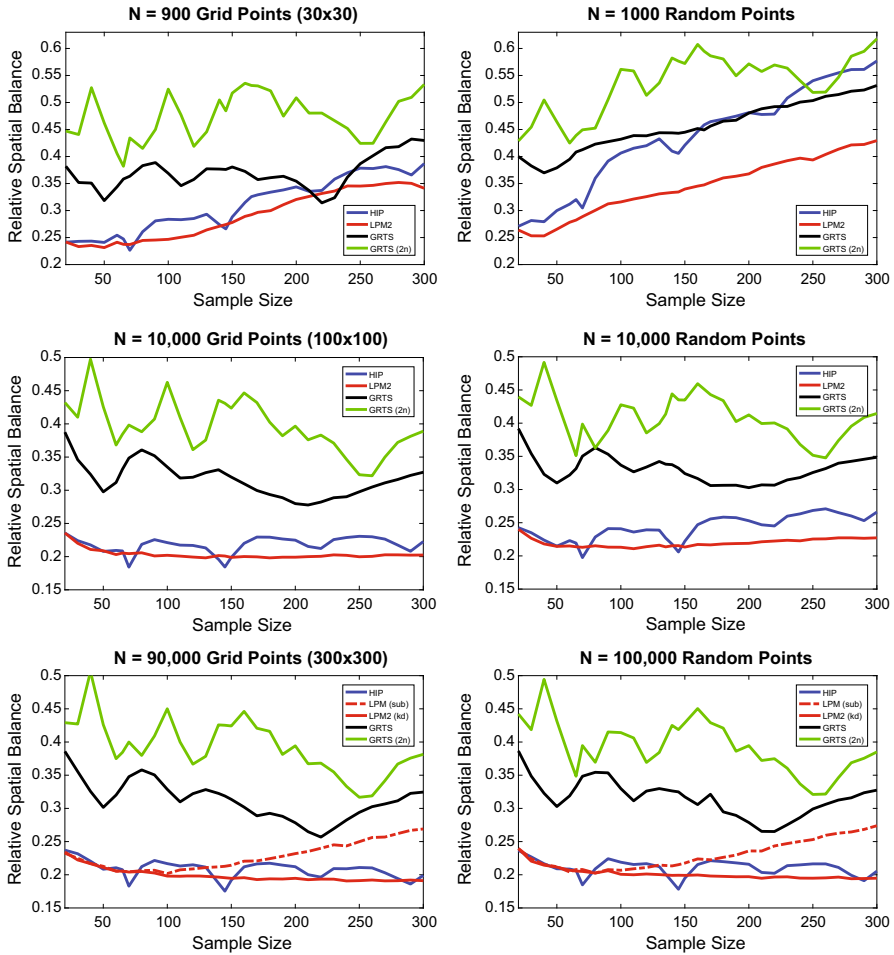 N = 900 Grid Points (30x30)
Relative Spatial Balance
0.6
0.55
0.5
0.45
0.4
0.35
0.3
0.25
0.2
50
100
150
200
250
300
Sample Size
HIP
LPM2
GRTS
GRTS (2n)
N = 1000 Random Points
Relative Spatial Balance
0.6
0.55
0.5
0.45
0.4
0.35
0.3
0.25
0.2
50
100
150
200
250
300
Sample Size
HIP
LPM2
GRTS
GRTS (2n)
N = 10,000 Grid Points (100x100)
Relative Spatial Balance
0.5
0.45
0.4
0.35
0.3
0.25
0.2
0.15
50
100
150
200
250
300
Sample Size
HIP
LPM2
GRTS
GRTS (2n)
N = 10,000 Random Points
Relative Spatial Balance
0.5
0.45
0.4
0.35
0.3
0.25
0.2
0.15
50
100
150
200
250
300
Sample Size
HIP
LPM2
GRTS
GRTS (2n)
N = 90,000 Grid Points (300x300)
Relative Spatial Balance
0.5
0.45
0.4
0.35
0.3
0.25
0.2
0.15
50
100
150
200
250
300
Sample Size
HIP
LPM (sub)
LPM2 (kd)
GRTS
GRTS (2n)
N = 100,000 Random Points
Relative Spatial Balance
0.5
0.45
0.4
0.35
0.3
0.25
0.2
0.15
50
100
150
200
250
300
Sample Size
HIP
LPM (sub)
LPM2 (kd)
GRTS
GRTS (2n)